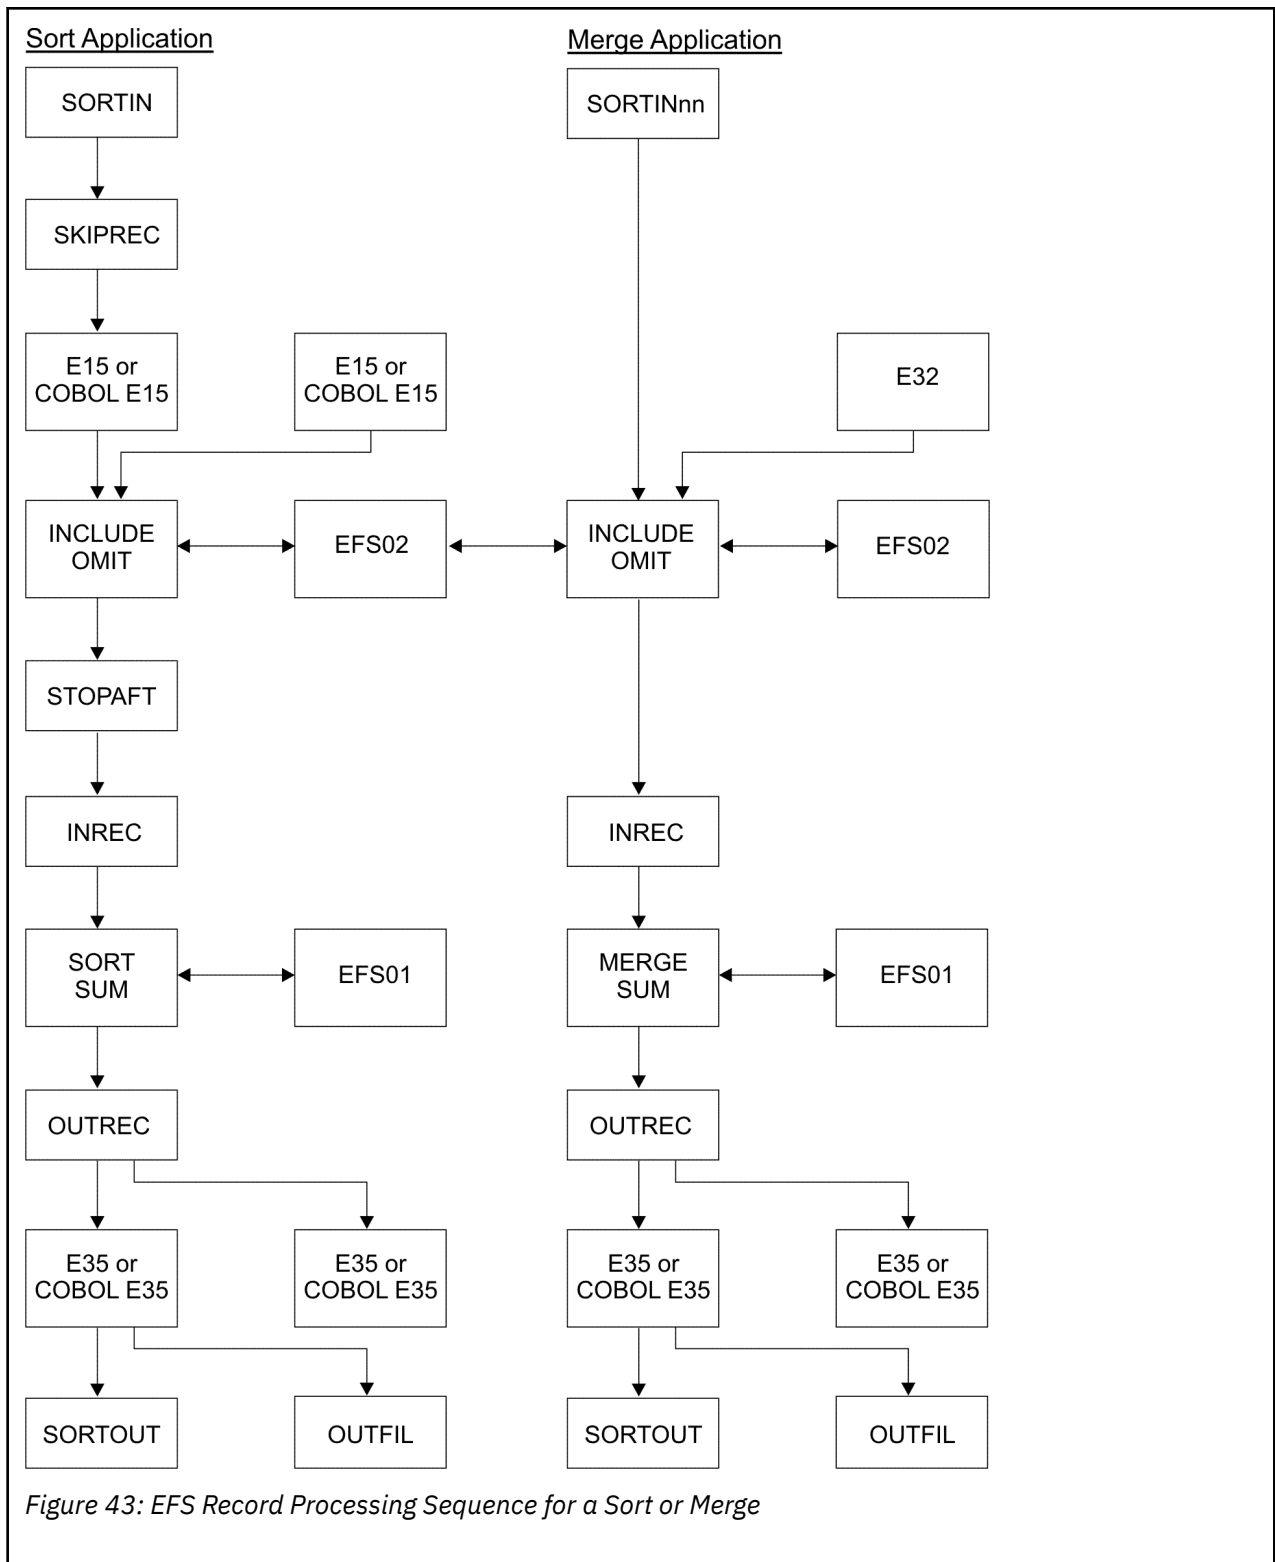 Sort Application
Merge Application
SORTIN
SORTINnn
SKIPREC
E15 or
COBOL E15
E15 or
COBOL E15
E32
INCLUDE
OMIT
EFS02
INCLUDE
OMIT
EFS02
STOPAFT
INREC
INREC
SORT
SUM
EFS01
MERGE
SUM
EFS01
OUTREC
OUTREC
E35 or
COBOL E35
E35 or
COBOL E35
E35 or
COBOL E35
E35 or
COBOL E35
SORTOUT
OUTFIL
SORTOUT
OUTFIL
Figure 43: EFS Record Processing Sequence for a Sort or Merge